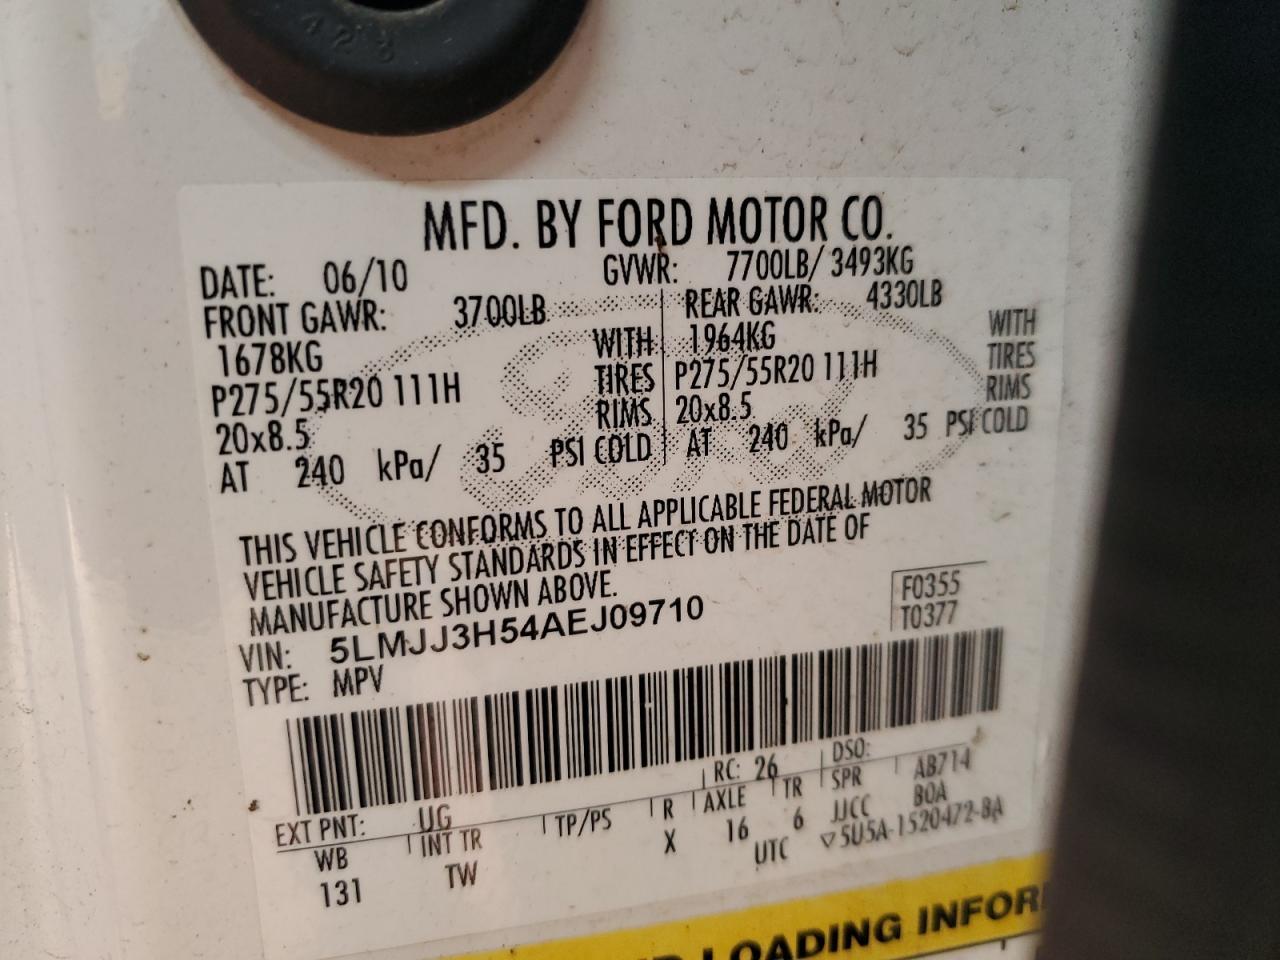 423
MFD. BY FORD MOTOR CO.
DATE: 06/10 GVWR: 7700LB/ 3493KG
FRONT GAWR: 3700LB REAR GAWR: 4330LB
1678KG WITH 1964KG WITH
P275/55R20 111H TIRES P275/55R20 111H TIRES
20x8.5 RIMS 20x8.5 RIMS
AT 240 kPa/ 35 PSI COLD AT 240 kPa/ 35 PSI COLD
THIS VEHICLE CONFORMS TO ALL APPLICABLE FEDERAL MOTOR
VEHICLE SAFETY STANDARDS IN EFFECT ON THE DATE OF
MANUFACTURE SHOWN ABOVE.
F0355
T0377
VIN: 5LMJJ3H54AEJ09710
TYPE: MPV
EXT PNT: UG RC: 26 DSO: AB714
WB INT TR TP/PS R AXLE TR SPR B0A
131 TW X 16 6 JJCC
UTC ▽5U5A-1520472-BA
LOADING INFOR